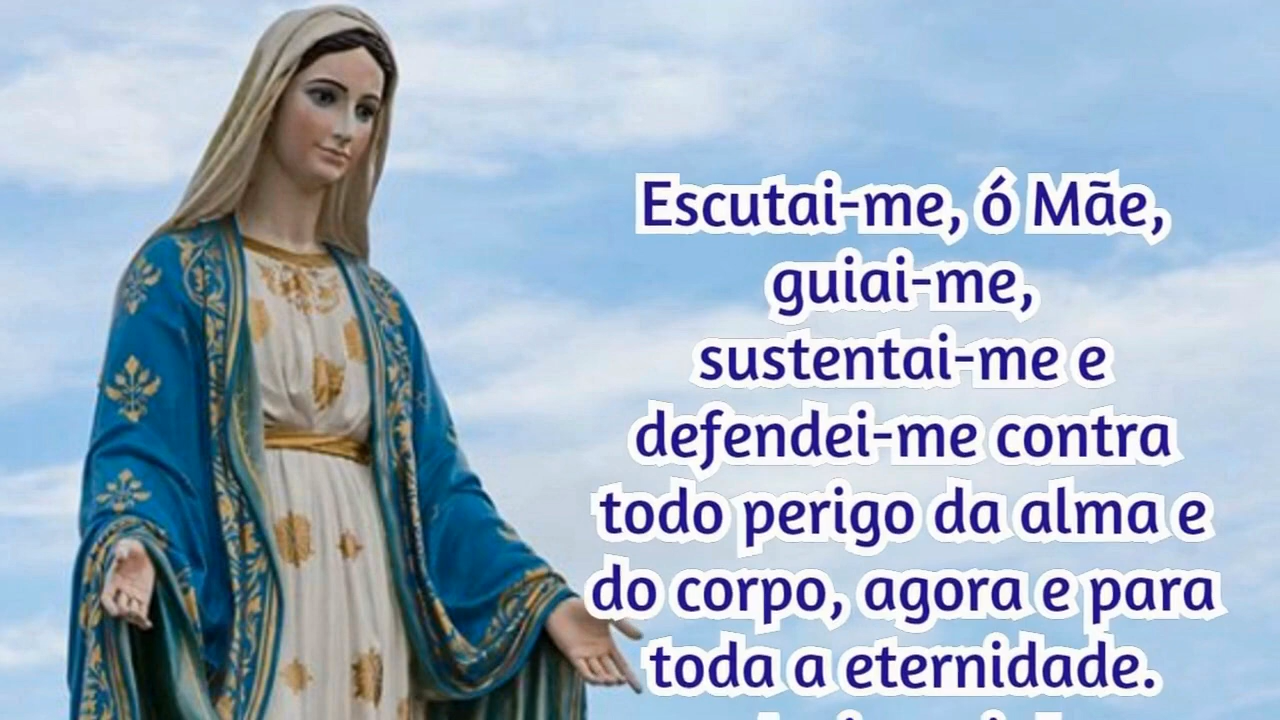 Escutai-me, ó Mãe,
guiai-me,
sustentai-me e
defendei-me contra
todo perigo da alma e
do corpo, agora e para
toda a eternidade.